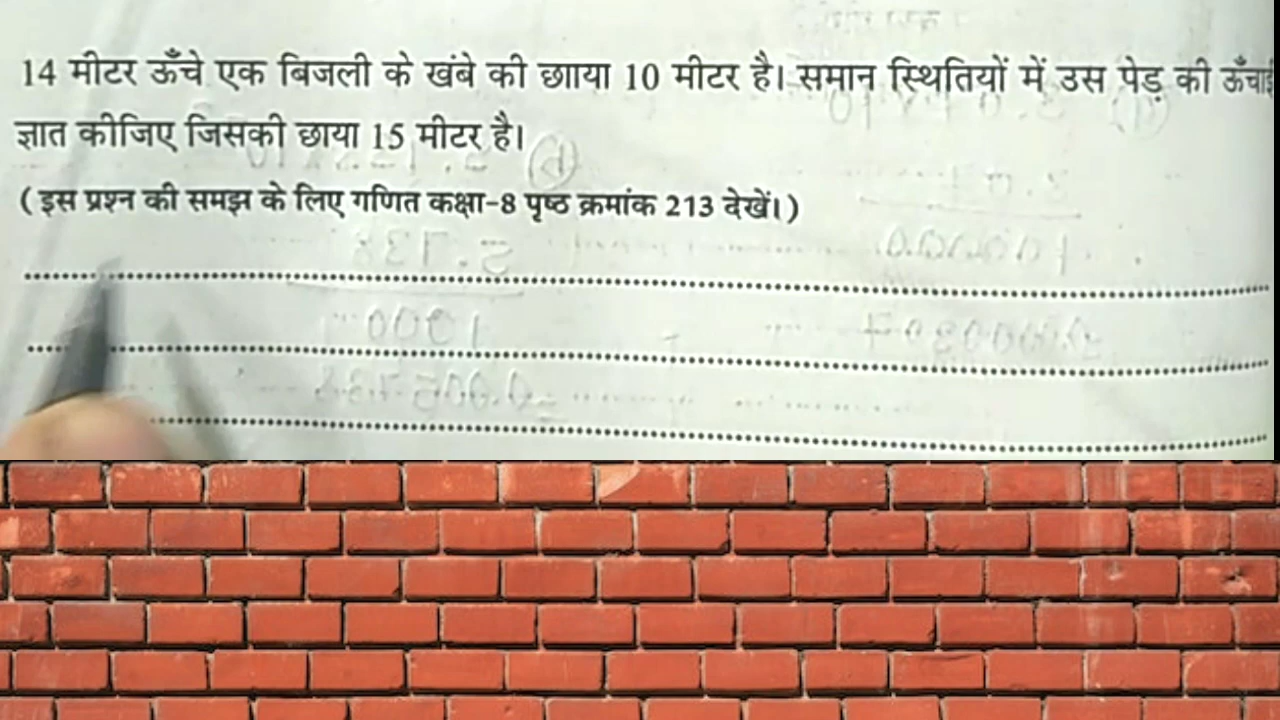 14 मीटर ऊँचे एक बिजली के खंबे की छााया 10 मीटर है। समान स्थितियों में उस पेड़ की ऊँचाई
ज्ञात कीजिए जिसकी छाया 15 मीटर है।
( इस प्रश्न की समझ के लिए गणित कक्षा-8 पृष्ठ क्रमांक 213 देखें। )